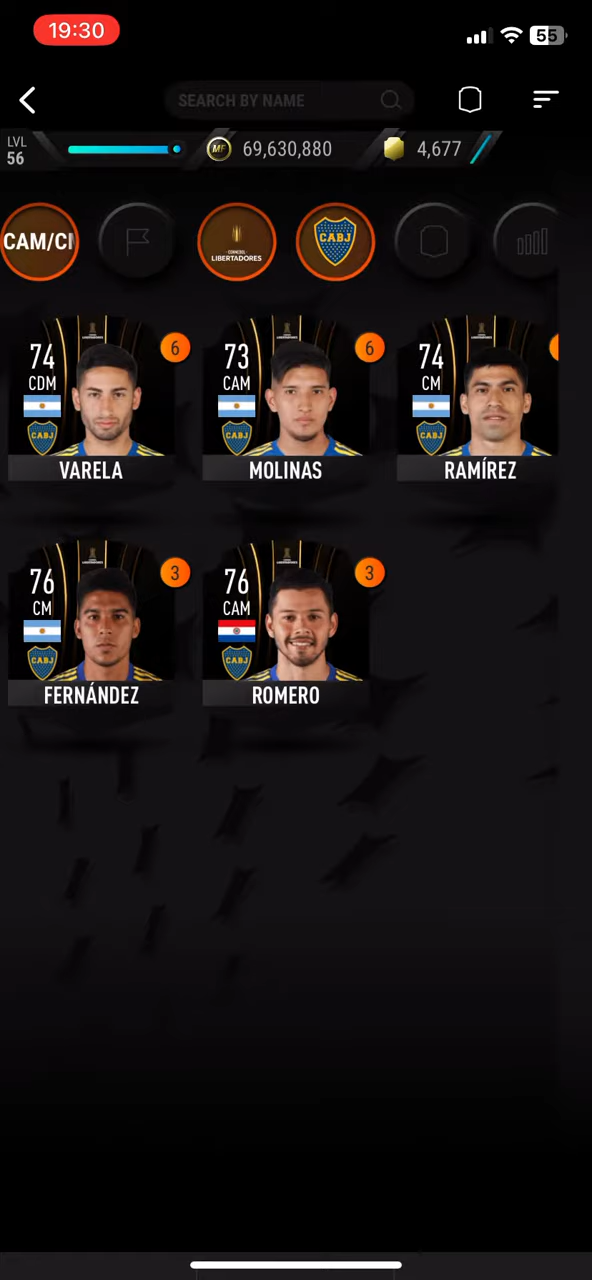 19:30
55
SEARCH BY NAME
LVL
56
MF
69,630,880
4,677
CAM/C
LIBERTADORES
CABJ
74
CDM
CABJ
6
VARELA
73
CAM
CABJ
6
MOLINAS
74
CM
CABJ
RAMÍREZ
76
CM
CABJ
3
FERNÁNDEZ
76
CAM
CABJ
3
ROMERO